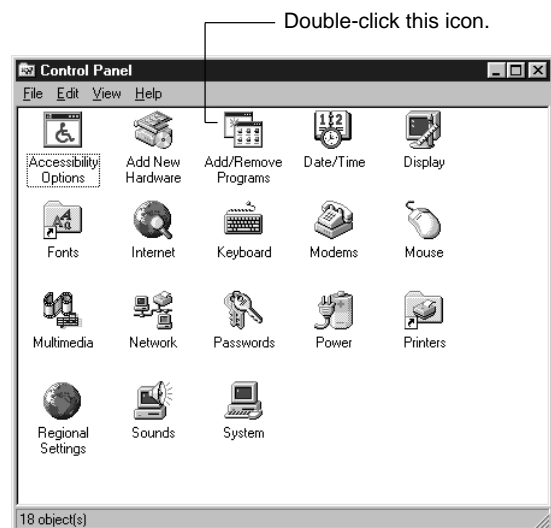 Double-click this icon.
Control Panel
File Edit View Help
Accessibility
Options
Add New
Hardware
Add/Remove
Programs
Date/Time
Display
Fonts
Internet
Keyboard
Modems
Mouse
Multimedia
Network
Passwords
Power
Printers
Regional
Settings
Sounds
System
18 object(s)